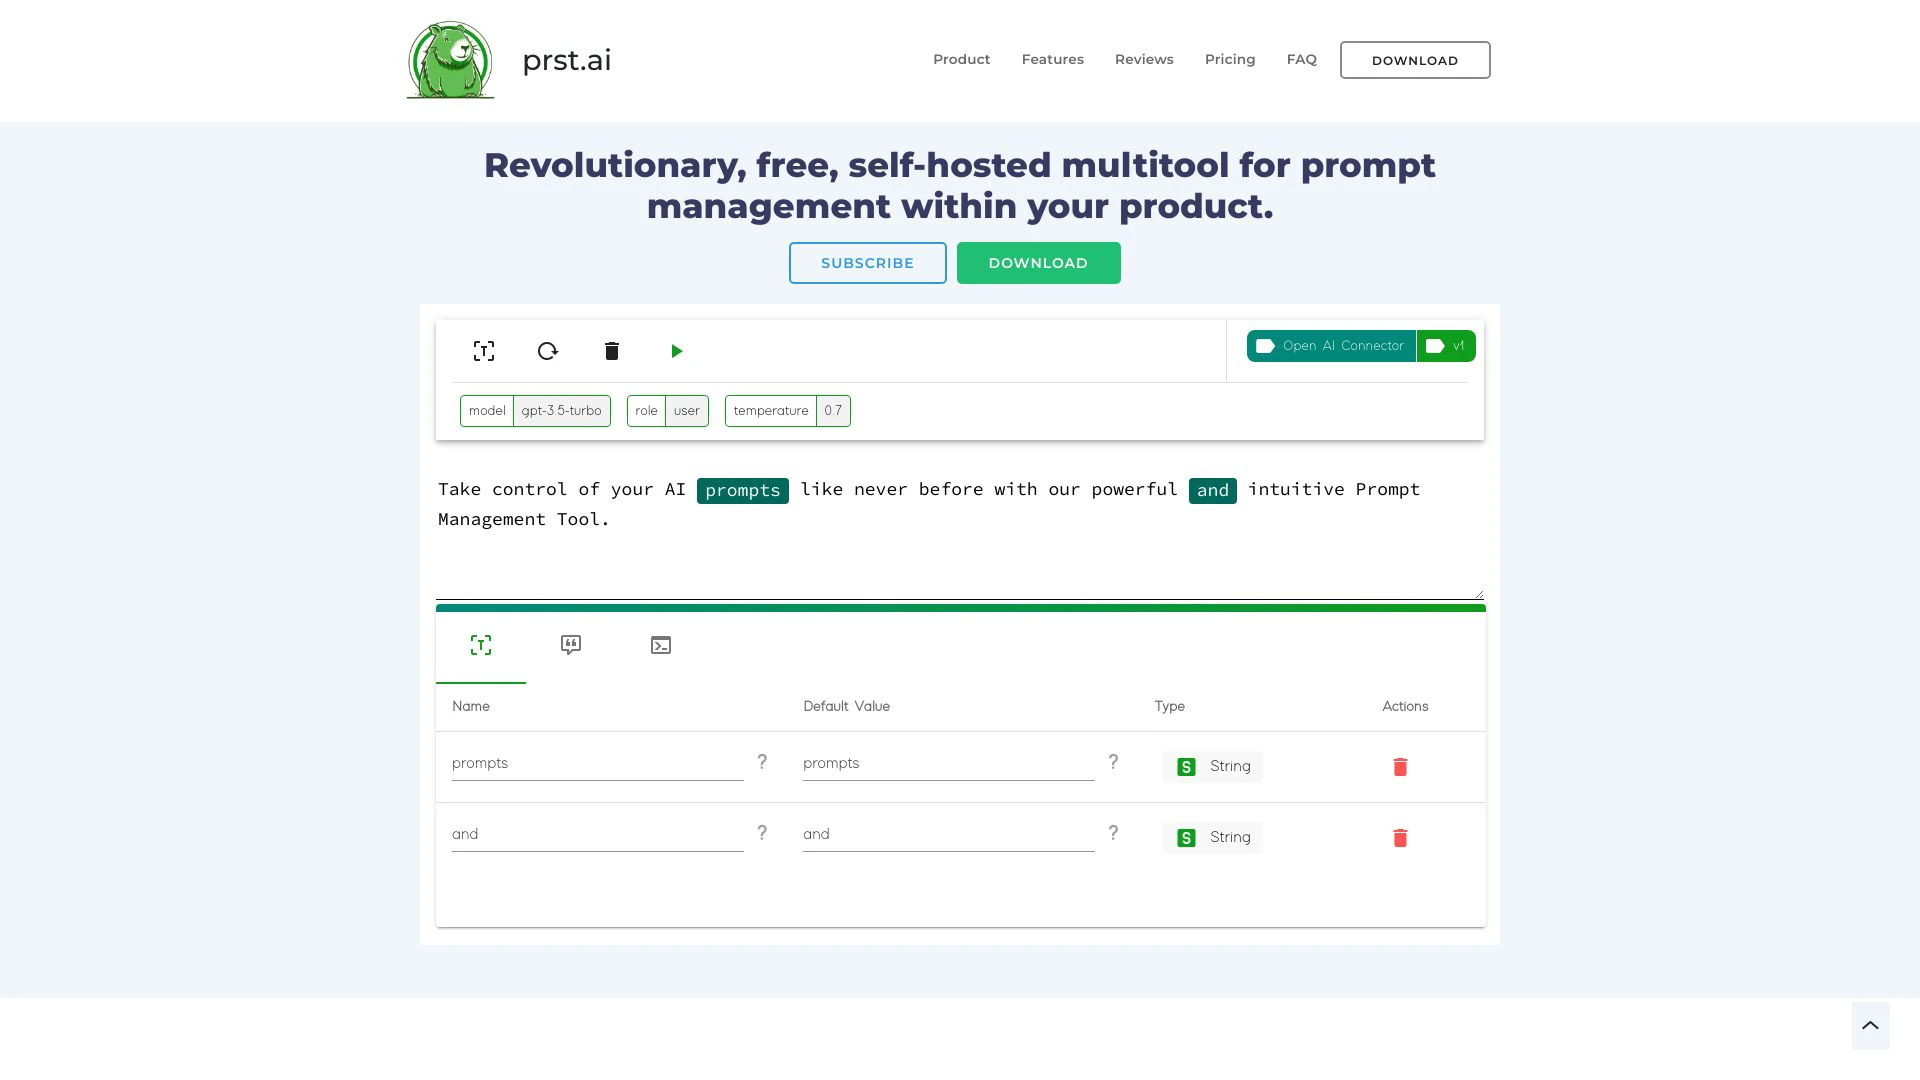 prst.ai
Product Features Reviews Pricing FAQ DOWNLOAD
Revolutionary, free, self-hosted multitool for prompt
management within your product.
SUBSCRIBE DOWNLOAD
Open AI Connector v1
model gpt-3.5-turbo role user temperature 0.7
Take control of your AI prompts like never before with our powerful and intuitive Prompt
Management Tool.
Name Default Value Type Actions
prompts ? prompts ? S String
and ? and ? S String